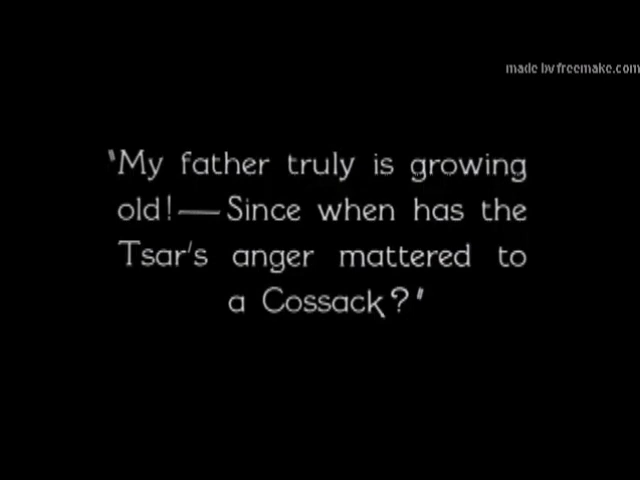 made by freemake.com
"My father truly is growing
old!—Since when has the
Tsar's anger mattered to
a Cossack?"